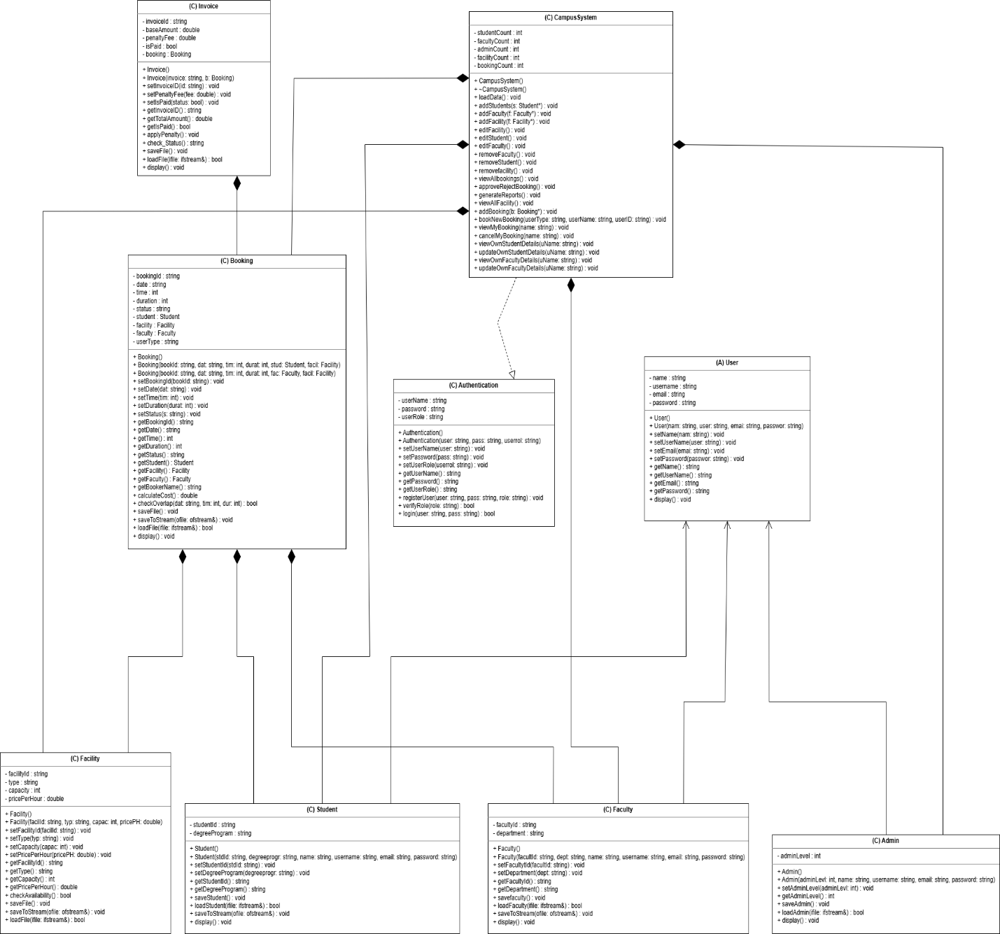 (C) Invoice
- invoiceId : string
- baseAmount : double
- penaltyFee : double
- isPaid : bool
- booking : Booking
+ Invoice()
+ Invoice(invoice: string, b: Booking)
+ setInvoiceID(id: string) : void
+ setPenaltyFee(fee: double) : void
+ setIsPaid(status: bool) : void
+ getInvoiceID() : string
+ getTotalAmount() : double
+ getIsPaid() : bool
+ applyPenalty() : void
+ check_Status() : string
+ saveFile() : void
+ loadFile(ifile: ifstream&) : bool
+ display() : void
(C) CampusSystem
- studentCount : int
- facultyCount : int
- adminCount : int
- facilityCount : int
- bookingCount : int
+ CampusSystem()
+ ~CampusSystem()
+ loadData() : void
+ addStudents(s: Student*) : void
+ addFaculty(f: Faculty*) : void
+ addFacility(f: Facility*) : void
+ editFacility() : void
+ editStudent() : void
+ editFaculty() : void
+ removeFaculty() : void
+ removeStudent() : void
+ removefacility() : void
+ viewAllbookings() : void
+ approveRejectBooking() : void
+ generateReports() : void
+ viewAllFacility() : void
+ addBooking(b: Booking*) : void
+ bookNewBooking(userType: string, userName: string, userID: string) : void
+ viewMyBooking(name: string) : void
+ cancelMyBooking(name: string) : void
+ viewOwnStudentDetails(uName: string) : void
+ updateOwnStudentDetails(uName: string) : void
+ viewOwnFacultyDetails(uName: string) : void
+ updateOwnFacultyDetails(uName: string) : void
(C) Booking
- bookingId : string
- date : string
- time : int
- duration : int
- status : string
- student : Student
- facility : Facility
- faculty : Faculty
- userType : string
+ Booking()
+ Booking(bookId: string, dat: string, tim: int, durat: int, stud: Student, facil: Facility)
+ Booking(bookId: string, dat: string, tim: int, durat: int, fac: Faculty, facil: Facility)
+ setBookingId(bookId: string) : void
+ setDate(dat: string) : void
+ setTime(tim: int) : void
+ setDuration(durat: int) : void
+ setStatus(s: string) : void
+ getBookingId() : string
+ getDate() : string
+ getTime() : int
+ getDuration() : int
+ getStatus() : string
+ getStudent() : Student
+ getFacility() : Facility
+ getFaculty() : Faculty
+ getBookerName() : string
+ calculateCost() : double
+ checkOverlap(dat: string, tim: int, dur: int) : bool
+ saveFile() : void
+ saveToStream(ofile: ofstream&) : void
+ loadFile(ifile: ifstream&) : bool
+ display() : void
(C) Authentication
- userName : string
- password : string
- userRole : string
+ Authentication()
+ Authentication(user: string, pass: string, userrol: string)
+ setUserName(user: string) : void
+ setPassword(pass: string) : void
+ setUserRole(userrol: string) : void
+ getUserName() : string
+ getPassword() : string
+ getUserRole() : string
+ registerUser(user: string, pass: string, role: string) : void
+ verifyRole(role: string) : bool
+ login(user: string, pass: string) : bool
(A) User
- name : string
- username : string
- email : string
- password : string
+ User()
+ User(nam: string, user: string, emai: string, passwor: string)
+ setName(nam: string) : void
+ setUserName(user: string) : void
+ setEmail(emai: string) : void
+ setPassword(passwor: string) : void
+ getName() : string
+ getUserName() : string
+ getEmail() : string
+ getPassword() : string
+ display() : void
(C) Facility
- facilityId : string
- type : string
- capacity : int
- pricePerHour : double
+ Facility()
+ Facility(facilId: string, typ: string, capac: int, pricePH: double)
+ setFacilityId(facilId: string) : void
+ setType(typ: string) : void
+ setCapacity(capac: int) : void
+ setPricePerHour(pricePH: double) : void
+ getFacilityId() : string
+ getType() : string
+ getCapacity() : int
+ getPricePerHour() : double
+ checkAvailability() : bool
+ saveFile() : void
+ saveToStream(ofile: ofstream&) : void
+ loadFile(ifile: ifstream&) : bool
(C) Student
- studentId : string
- degreeProgram : string
+ Student()
+ Student(stdId: string, degreeprogr: string, name: string, username: string, email: string, password: string)
+ setStudentId(stdId: string) : void
+ setDegreeProgram(degreeprogr: string) : void
+ getStudentId() : string
+ getDegreeProgram() : string
+ saveStudent() : void
+ loadStudent(ifile: ifstream&) : bool
+ saveToStream(ofile: ofstream&) : void
+ display() : void
(C) Faculty
- facultyId : string
- department : string
+ Faculty()
+ Faculty(facultId: string, dept: string, name: string, username: string, email: string, password: string)
+ setFacultytId(facultId: string) : void
+ setDepartment(dept: string) : void
+ getFacultyId() : string
+ getDepartment() : string
+ savefaculty() : void
+ loadFaculty(ifile: ifstream&) : bool
+ saveToStream(ofile: ofstream&) : void
+ display() : void
(C) Admin
- adminLevel : int
+ Admin()
+ Admin(adminLevl: int, name: string, username: string, email: string, password: string)
+ setAdminLevel(adminLevl: int) : void
+ getAdminLevel() : int
+ saveAdmin() : void
+ loadAdmin(ifile: ifstream&) : bool
+ display() : void